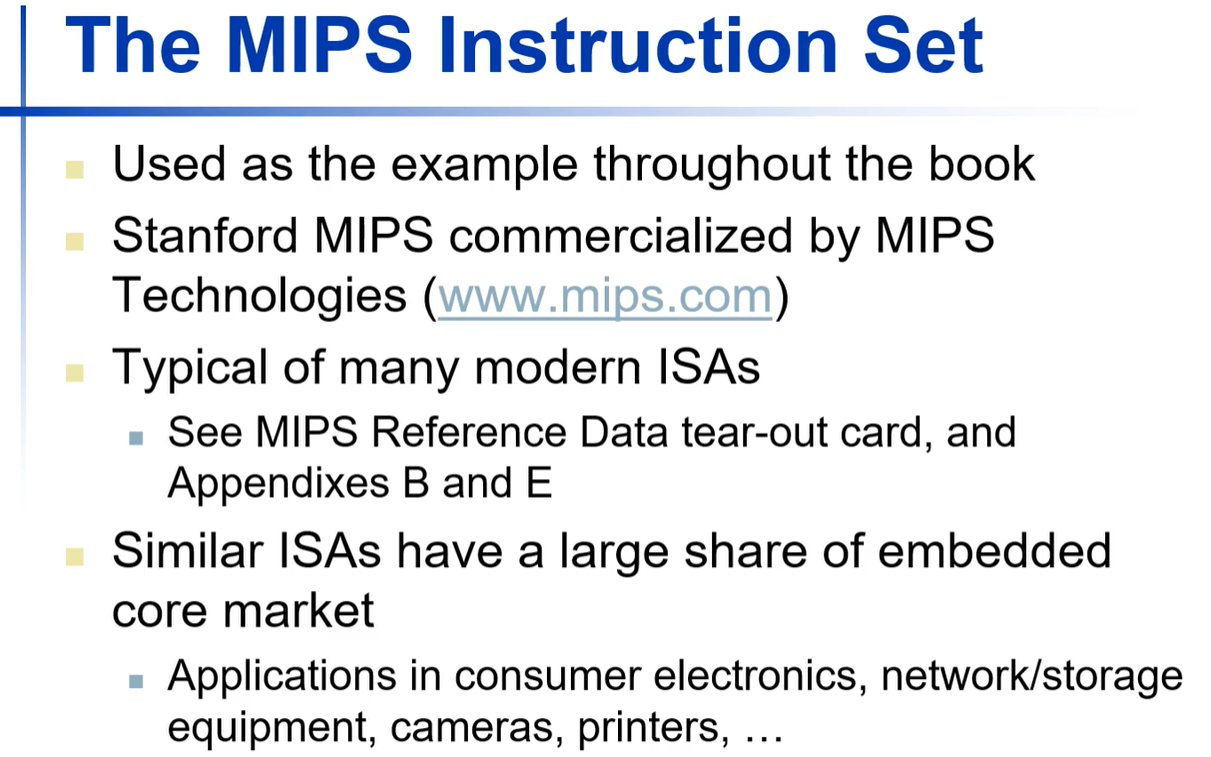 The MIPS Instruction Set
Used as the example throughout the book
Stanford MIPS commercialized by MIPS
Technologies (www.mips.com)
Typical of many modern ISAs
See MIPS Reference Data tear-out card, and
Appendixes B and E
Similar ISAs have a large share of embedded
core market
Applications in consumer electronics, network/storage
equipment, cameras, printers, …